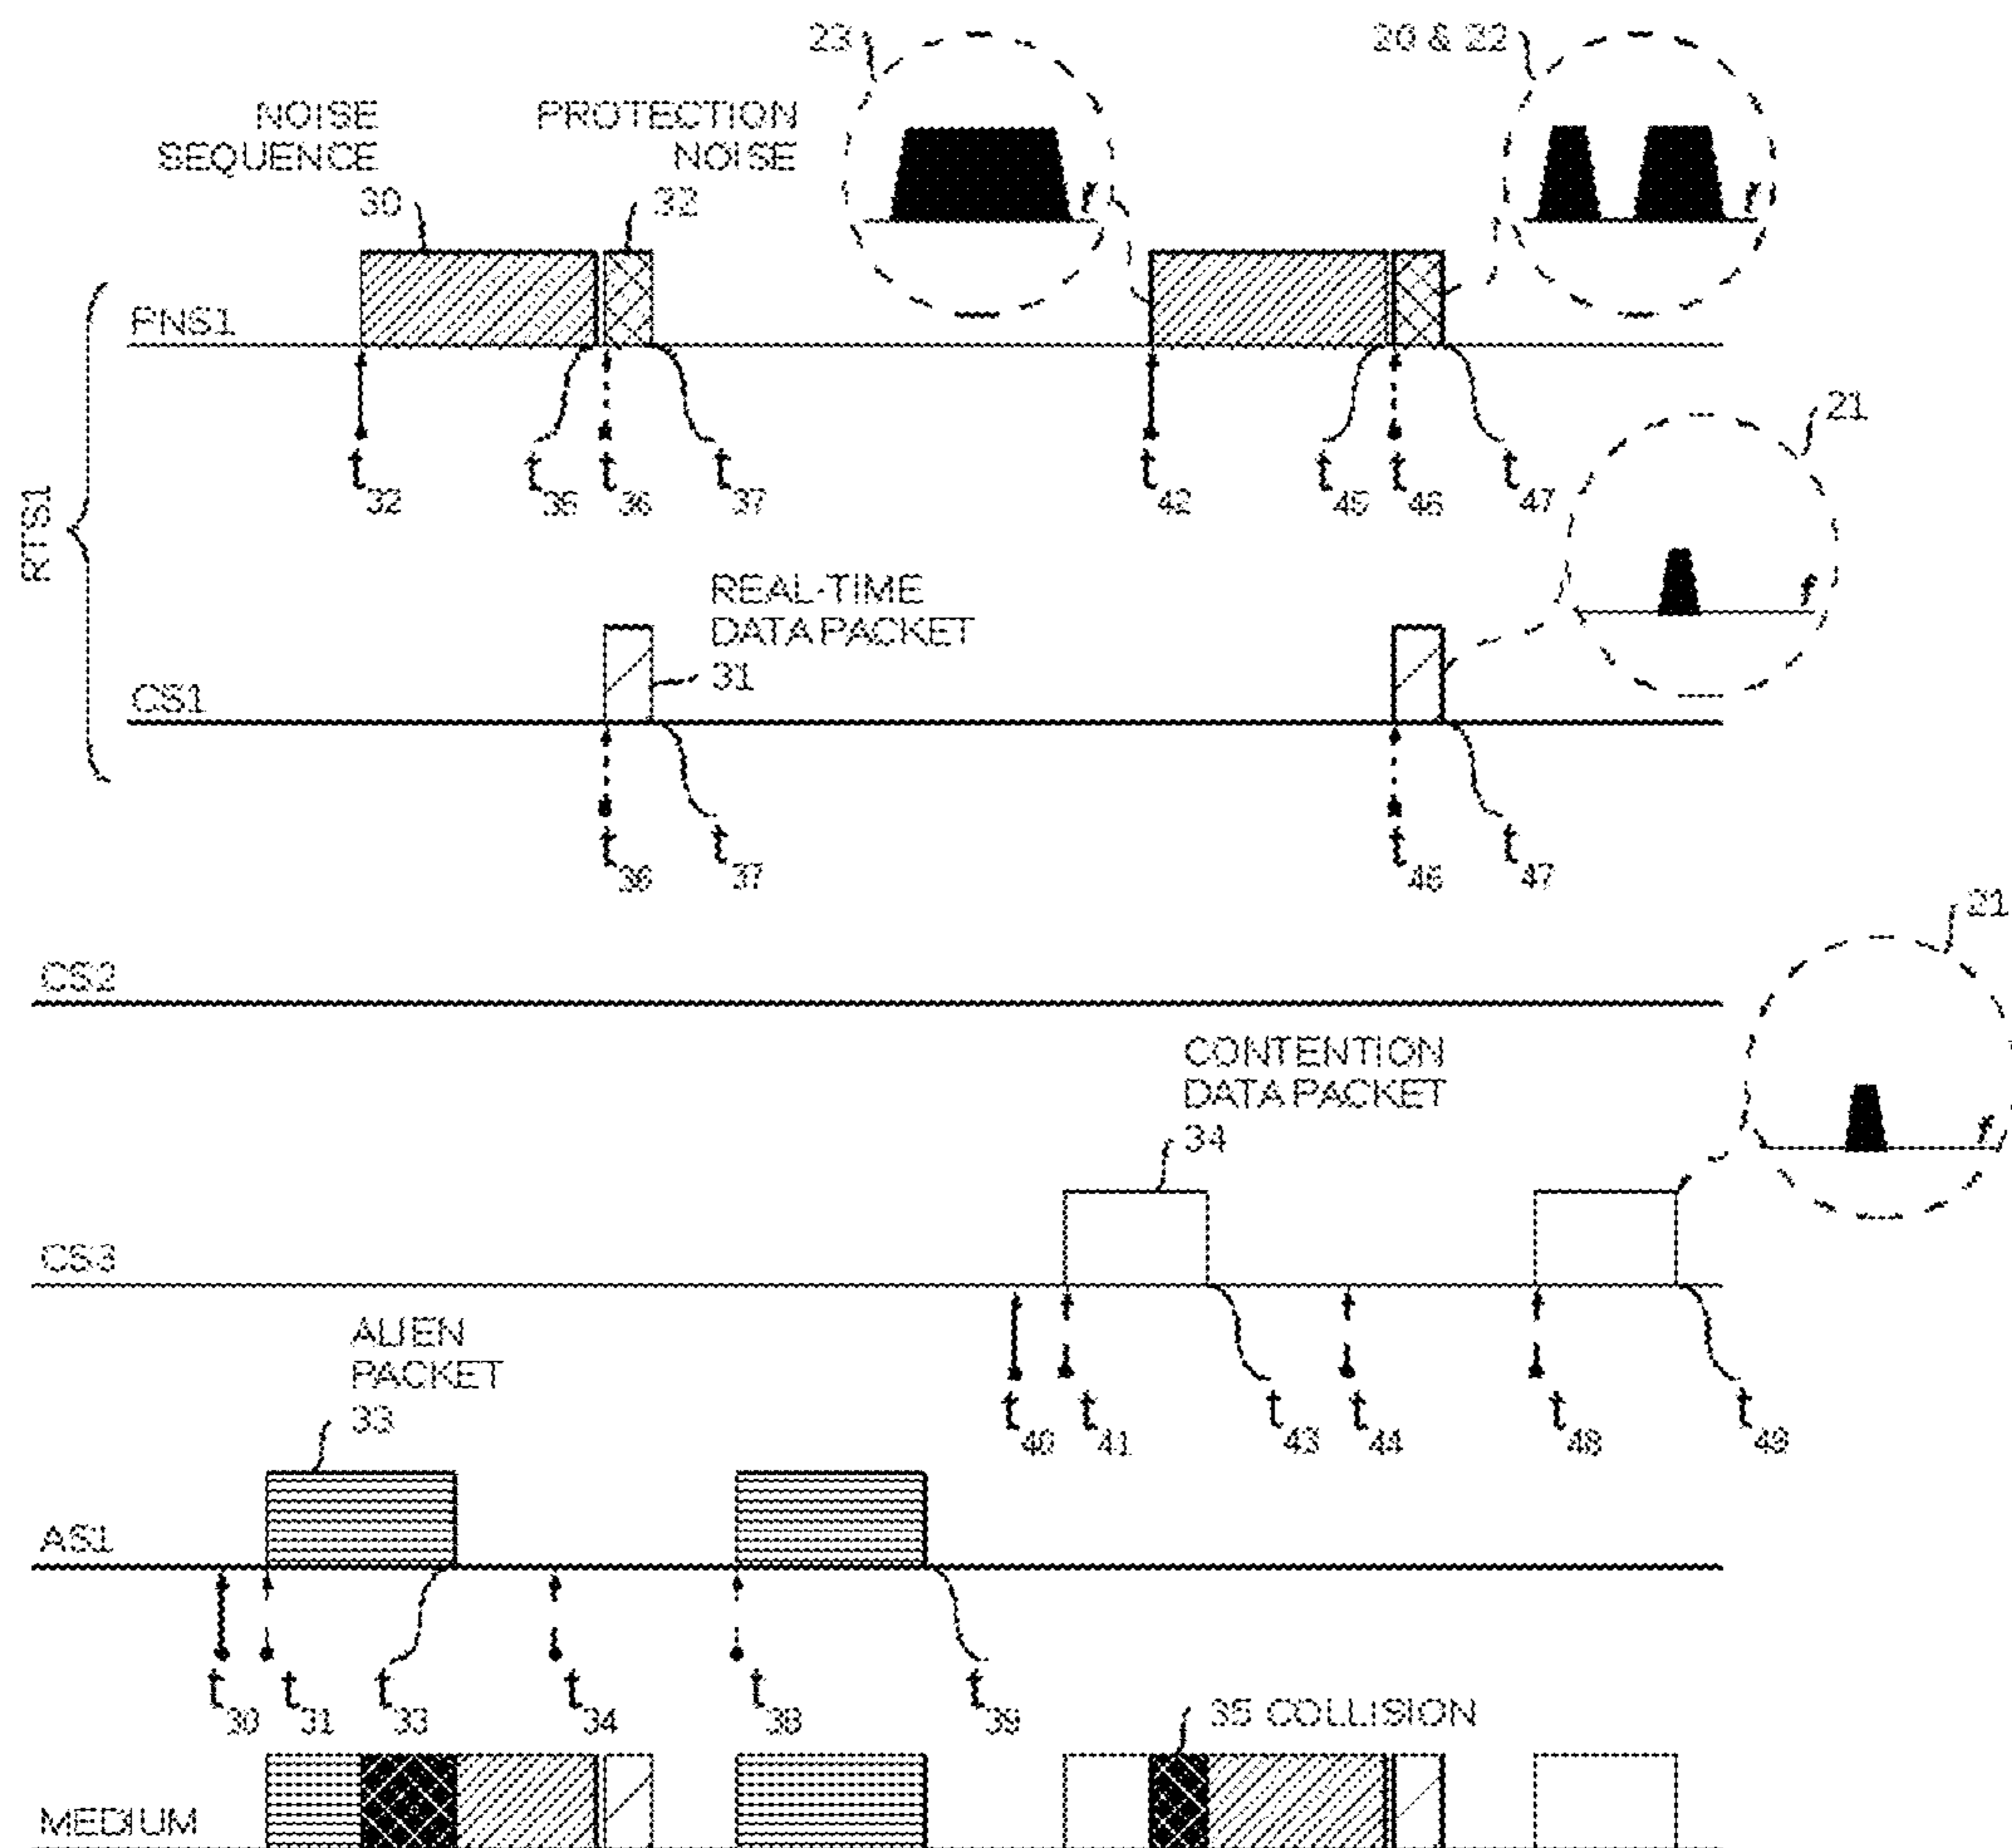 23
20 & 22
NOISE
SEQUENCE
30
PROTECTION
NOISE
32
f
f
PNS1
t32
t35
t36
t37
t42
t45
t46
t47
21
RTS1
REAL-TIME
DATA PACKET
31
f
CS1
t36
t37
t46
t47
21
CS2
CONTENTION
DATA PACKET
34
f
CS3
t40
t41
t43
t44
t48
t49
ALIEN
PACKET
33
AS1
t30
t31
t33
t34
t38
t39
35 COLLISION
MEDIUM